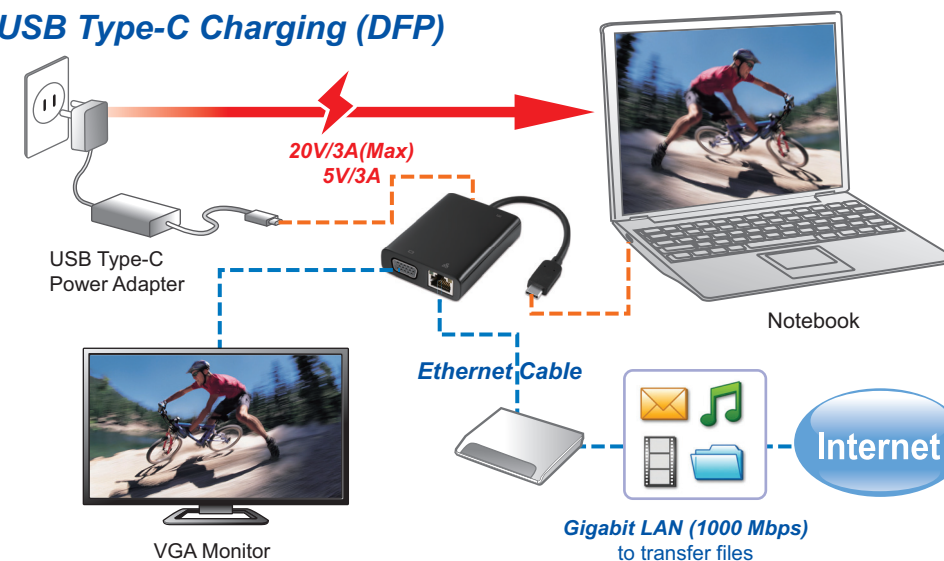 USB Type-C Charging (DFP)
20V/3A(Max)
5V/3A
USB Type-C
Power Adapter
Notebook
Ethernet Cable
Internet
Gigabit LAN (1000 Mbps)
to transfer files
VGA Monitor